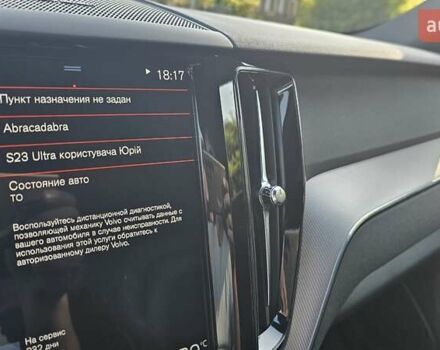 18:17
Пункт назначения не задан
Abracadabra
S23 Ultra користувача Юрій
Состояние авто
ТО
Воспользуйтесь дистанционной диагностикой,
позволяющей механику Volvo считывать данные с
вашего автомобиля в случае неисправности. Для
использования этой услуги обратитесь к
авторизованному дилеру Volvo.
На сервис
дни